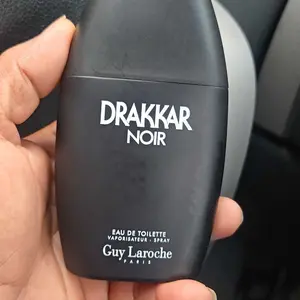 DRAKKAR
NOIR
EAU DE TOILETTE
VAPORISATEUR - SPRAY
Guy Laroche
PARIS